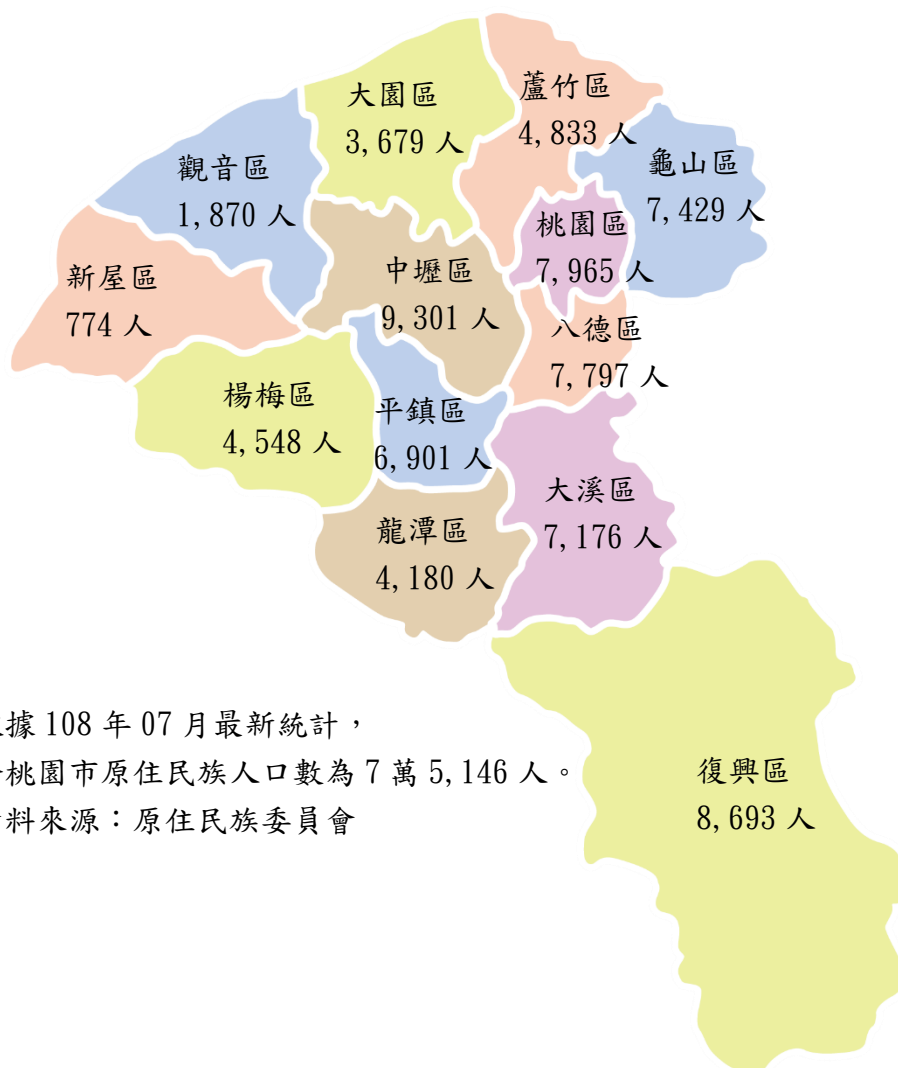 大園區
3,679 人
蘆竹區
4,833 人
觀音區
1,870 人
龜山區
7,429 人
桃園區
7,965 人
新屋區
774 人
中壢區
9,301 人
八德區
7,797 人
楊梅區
4,548 人
平鎮區
6,901 人
大溪區
7,176 人
龍潭區
4,180 人
據 108 年 07 月最新統計，
桃園市原住民族人口數為 7 萬 5,146 人。
料來源：原住民族委員會
復興區
8,693 人